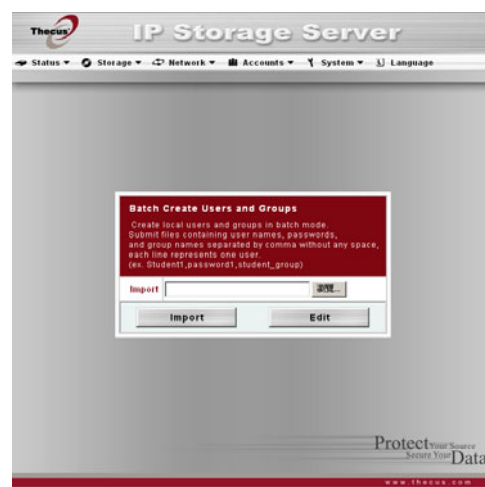 Thecus
IP Storage Server
Status
Storage
Network
Accounts
System
Language
Batch Create Users and Groups
Create local users and groups in batch mode.
Submit files containing user names, passwords,
and group names separated by comma without any space,
each line represents one user.
(ex. Student1,password1,student_group)
Import
瀏覽...
Import
Edit
Protect Your Source
Secure Your Data
www.thecus.com